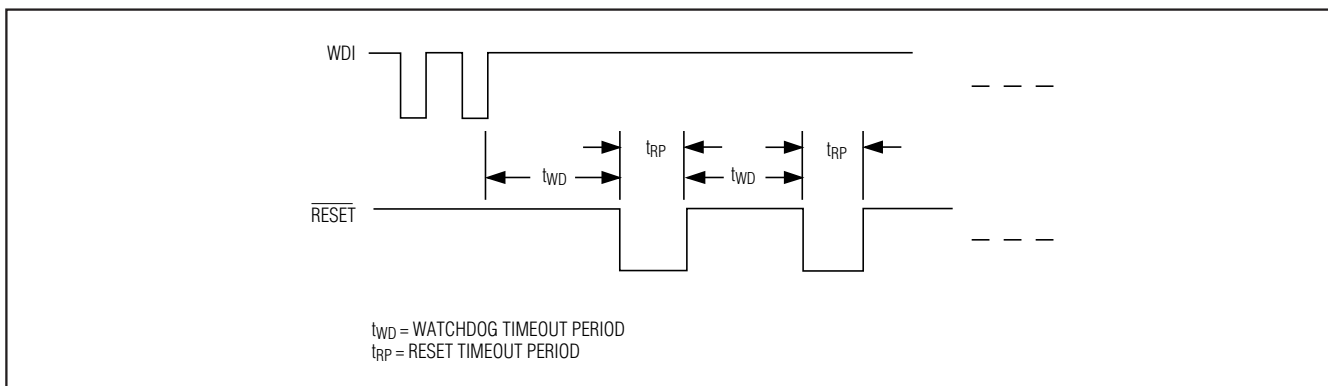 WDI
tRP
tRP
tWD
tWD
RESET
tWD = WATCHDOG TIMEOUT PERIOD
tRP = RESET TIMEOUT PERIOD